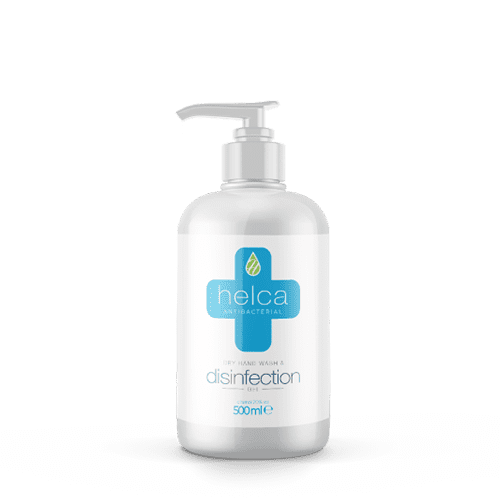 helca
ANTIBACTERIAL
DRY HAND WASH &
disinfection
500ml℮